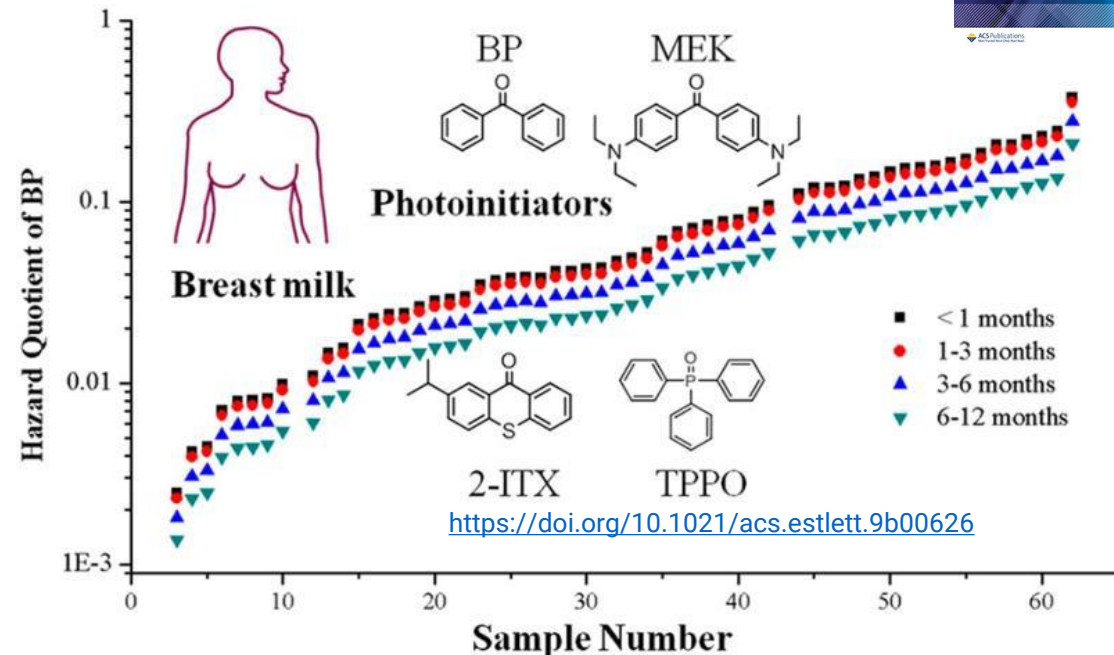 ACS Publications
1
BP
MEK
O
O
N
N
0.1
Photoinitiators
Hazard Quotient of BP
Breast milk
< 1 months
1-3 months
3-6 months
6-12 months
0.01
O
S
O
P
2-ITX
TPPO
https://doi.org/10.1021/acs.estlett.9b00626
1E-3
0
10
20
30
40
50
60
Sample Number